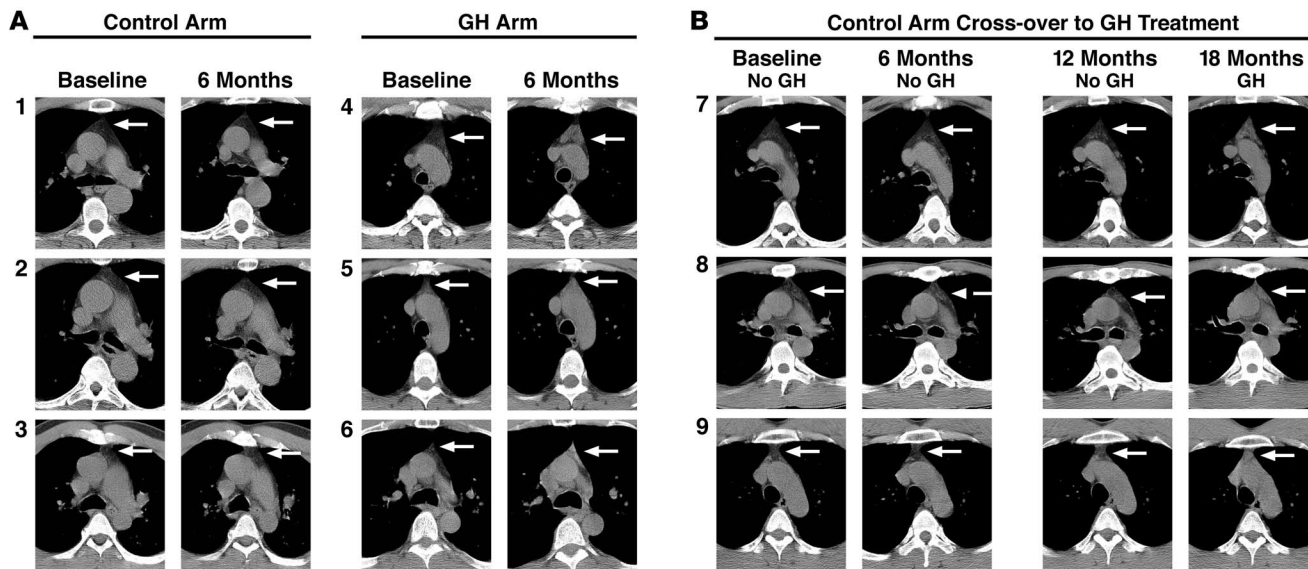 A
Control Arm
GH Arm
Baseline
6 Months
Baseline
6 Months
1
4
2
5
3
6
B
Control Arm Cross-over to GH Treatment
Baseline
No GH
6 Months
No GH
12 Months
No GH
18 Months
GH
7
8
9